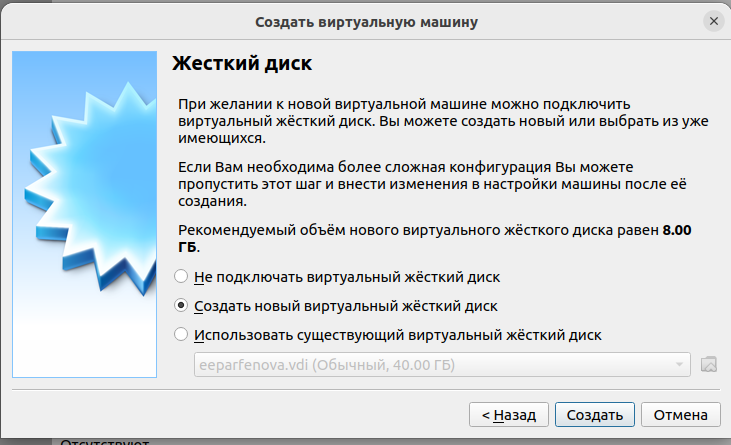 Создать виртуальную машину
Жесткий диск
При желании к новой виртуальной машине можно подключить
виртуальный жёсткий диск. Вы можете создать новый или выбрать из уже
имеющихся.
Если Вам необходима более сложная конфигурация Вы можете
пропустить этот шаг и внести изменения в настройки машины после её
создания.
Рекомендуемый объём нового виртуального жёсткого диска равен 8.00
ГБ.
Не подключать виртуальный жёсткий диск
Создать новый виртуальный жёсткий диск
Использовать существующий виртуальный жёсткий диск
eeparfenova.vdi (Обычный, 40.00 ГБ)
< Назад Создать Отмена
Отсутствуют